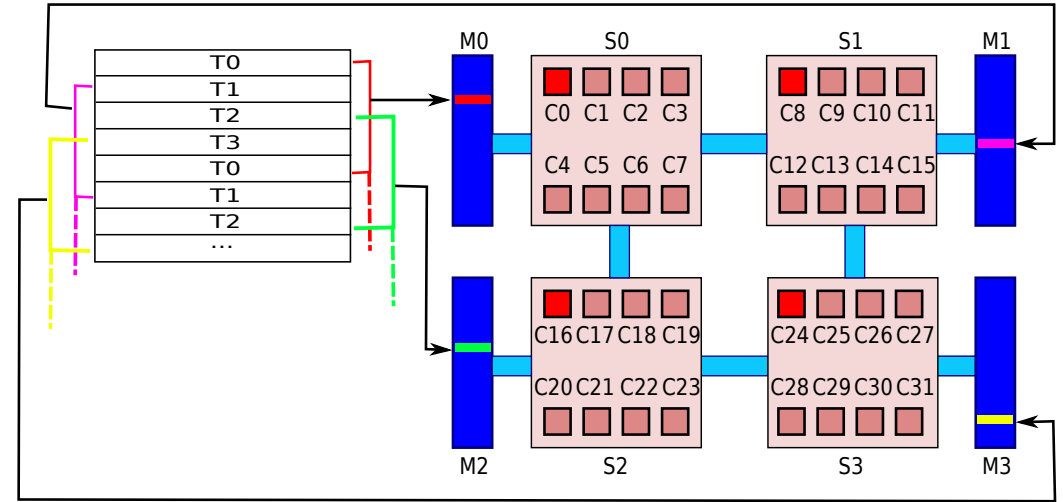 T0
T1
T2
T3
T0
T1
T2
...
M0 S0 S1 M1
C0 C1 C2 C3 C8 C9 C10 C11
C4 C5 C6 C7 C12 C13 C14 C15
C16 C17 C18 C19 C24 C25 C26 C27
C20 C21 C22 C23 C28 C29 C30 C31
M2 S2 S3 M3